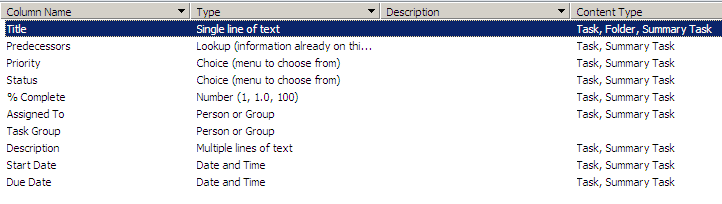 Column Name Type Description Content Type
Title Single line of text Task, Folder, Summary Task
Predecessors Lookup (information already on thi... Task, Summary Task
Priority Choice (menu to choose from) Task, Summary Task
Status Choice (menu to choose from) Task, Summary Task
% Complete Number (1, 1.0, 100) Task, Summary Task
Assigned To Person or Group Task, Summary Task
Task Group Person or Group
Description Multiple lines of text Task, Summary Task
Start Date Date and Time Task, Summary Task
Due Date Date and Time Task, Summary Task